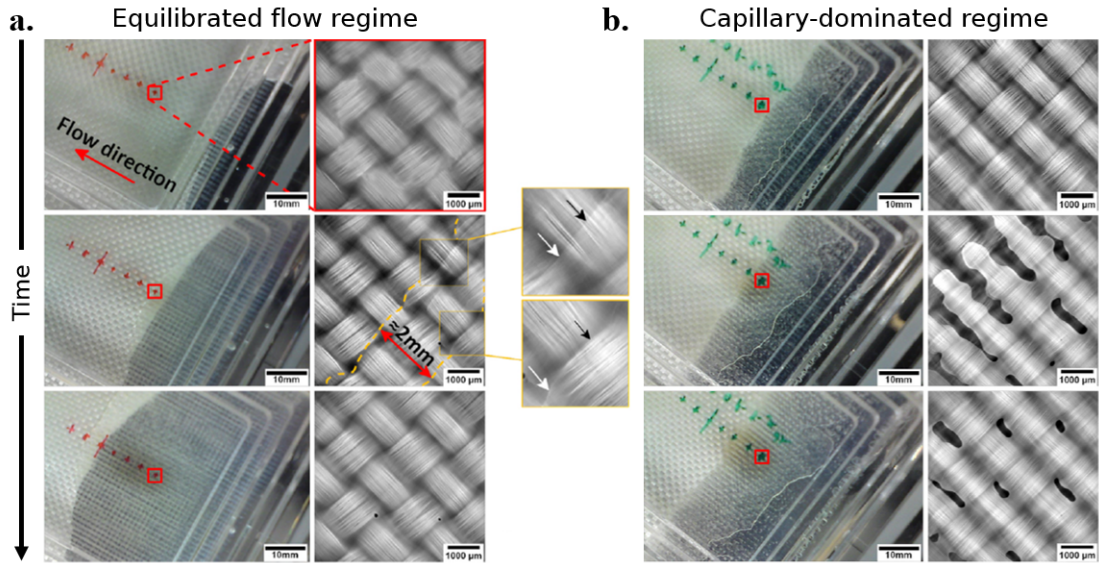 a.
Equilibrated flow regime
b.
Capillary-dominated regime
Time
Flow direction
10mm
1000 µm
10mm
1000 µm
10mm
≈2mm
1000 µm
10mm
1000 µm
10mm
1000 µm
10mm
1000 µm